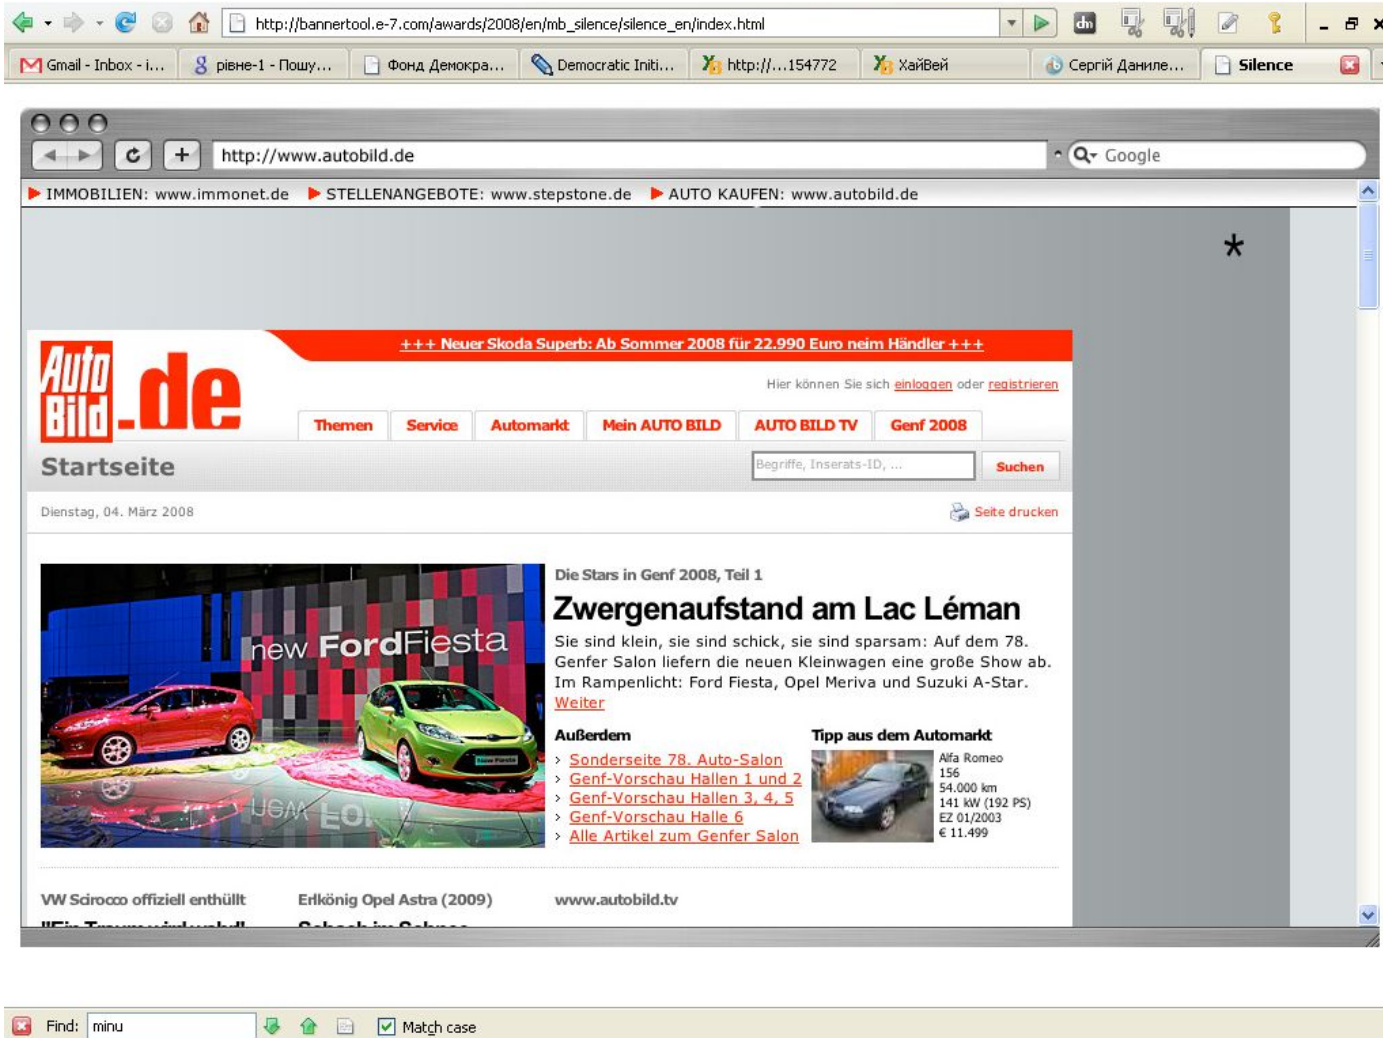 http://bannertool.e-7.com/awards/2008/en/mb_silence/silence_en/index.html
dm
Gmail - Inbox - i...
рівне-1 - Пошу...
Фонд Демокра...
Democratic Initi...
http://...154772
ХайВей
Сергій Даниле...
Silence
http://www.autobild.de
Google
IMMOBILIEN: www.immonet.de
STELLENANGEBOTE: www.stepstone.de
AUTO KAUFEN: www.autobild.de
*
+++ Neuer Skoda Superb: Ab Sommer 2008 für 22.990 Euro neim Händler +++
Auto
Bild
.de
Hier können Sie sich einloggen oder registrieren
Themen
Service
Automarkt
Mein AUTO BILD
AUTO BILD TV
Genf 2008
Startseite
Begriffe, Inserats-ID, ...
Suchen
Dienstag, 04. März 2008
Seite drucken
new FordFiesta
New Fiesta
Die Stars in Genf 2008, Teil 1
Zwergenaufstand am Lac Léman
Sie sind klein, sie sind schick, sie sind sparsam: Auf dem 78.
Genfer Salon liefern die neuen Kleinwagen eine große Show ab.
Im Rampenlicht: Ford Fiesta, Opel Meriva und Suzuki A-Star.
Weiter
Außerdem
› Sonderseite 78. Auto-Salon
› Genf-Vorschau Hallen 1 und 2
› Genf-Vorschau Hallen 3, 4, 5
› Genf-Vorschau Halle 6
› Alle Artikel zum Genfer Salon
Tipp aus dem Automarkt
Alfa Romeo
156
54.000 km
141 kW (192 PS)
EZ 01/2003
€ 11.499
VW Scirocco offiziell enthüllt
"Ein Traum wird wahr"
Erlkönig Opel Astra (2009)
Schach im Schnee
www.autobild.tv
Find: minu
Match case